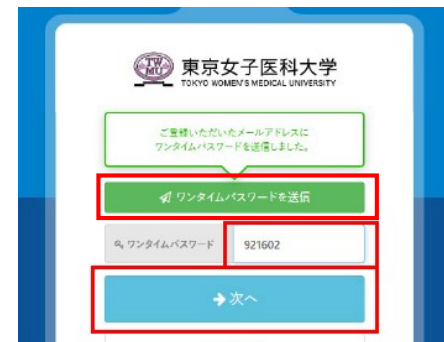 TWMU
東京女子医科大学
TOKYO WOMEN'S MEDICAL UNIVERSITY
ご登録いただいたメールアドレスに
ワンタイムパスワードを送信しました。
ワンタイムパスワードを送信
ワンタイムパスワード
921602
次へ